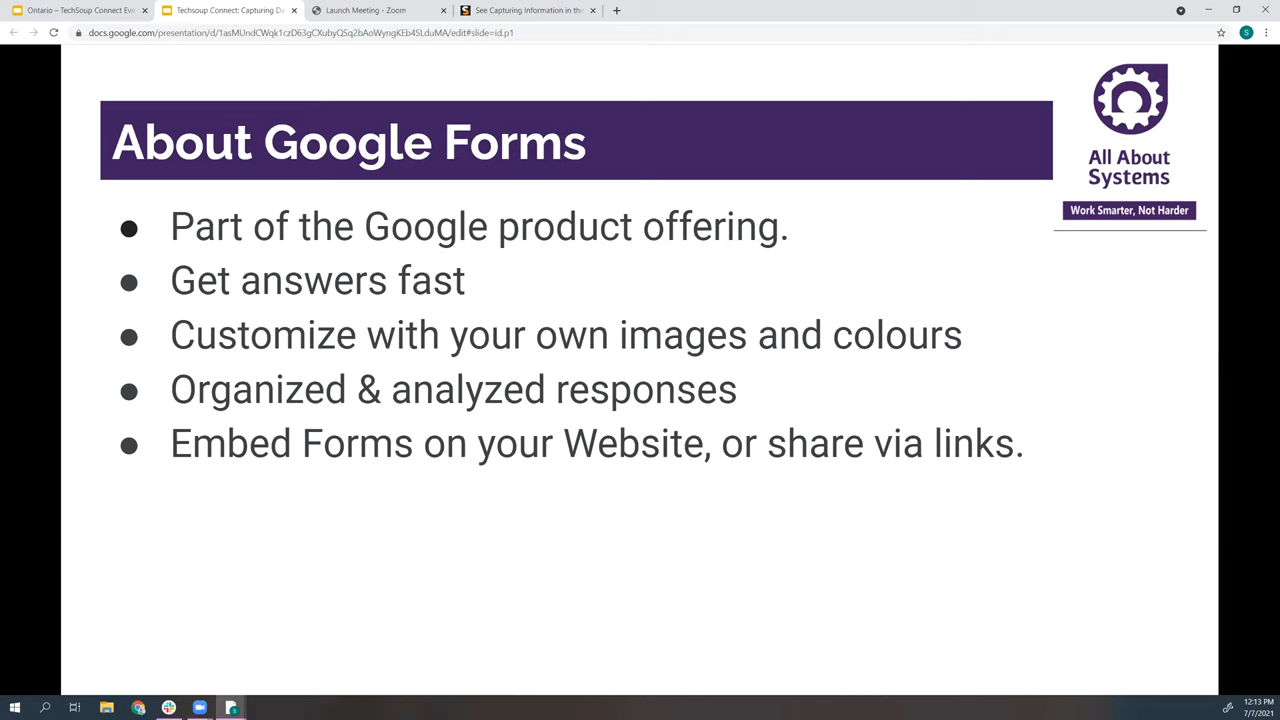 Ontario – TechSoup Connect Eve
Techsoup Connect: Capturing Da
Launch Meeting - Zoom
See Capturing Information in the
docs.google.com/presentation/d/1asMUndCWqk1czD63gCXubyQSq2bAoWyngKEb4SLduMA/edit#slide=id.p1
About Google Forms
All About
Systems
Work Smarter, Not Harder
● Part of the Google product offering.
● Get answers fast
● Customize with your own images and colours
● Organized & analyzed responses
● Embed Forms on your Website, or share via links.
12:13 PM
7/7/2021